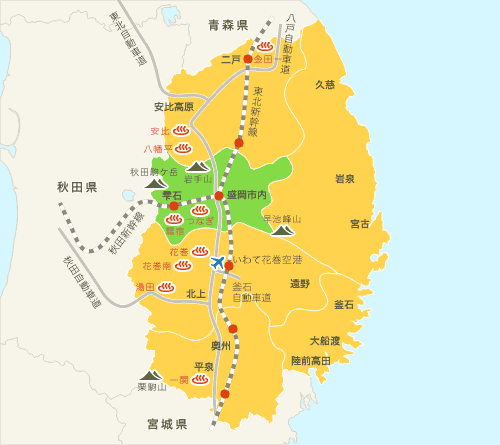 青森県
八戸自動車道
東北自動車道
二戸
金田一
久慈
東北新幹線
安比高原
安比
八幡平
秋田駒ケ岳
岩手山
岩泉
秋田県
雫石
盛岡市内
つなぎ
鶯宿
早池峰山
宮古
秋田新幹線
花巻
いわて花巻空港
花巻南
秋田自動車道
湯田
北上
釜石
自動車道
遠野
釜石
奥州
大船渡
陸前高田
平泉
一関
栗駒山
宮城県